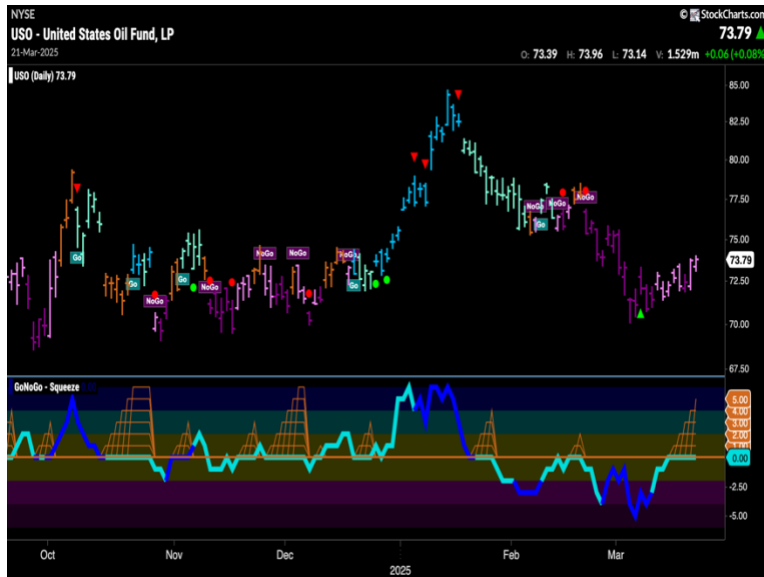 NYSE
© StockCharts.com
USO - United States Oil Fund, LP
73.79
21-Mar-2025
O: 73.39 H: 73.96 L: 73.14 V: 1.529m +0.06 (+0.08%)
USO (Daily) 73.79
85.00
82.50
80.00
77.50
NoGo
NoGo
NoGo
Go
75.00
NoGo
NoGo
NoGo
Go
73.79
Go
Go
Go
NoGo
72.50
NoGo
70.00
67.50
GoNoGo - Squeeze
5.00
4.00
3.00
2.00
1.00
0.00
-2.50
-5.00
Oct Nov Dec Feb Mar
2025